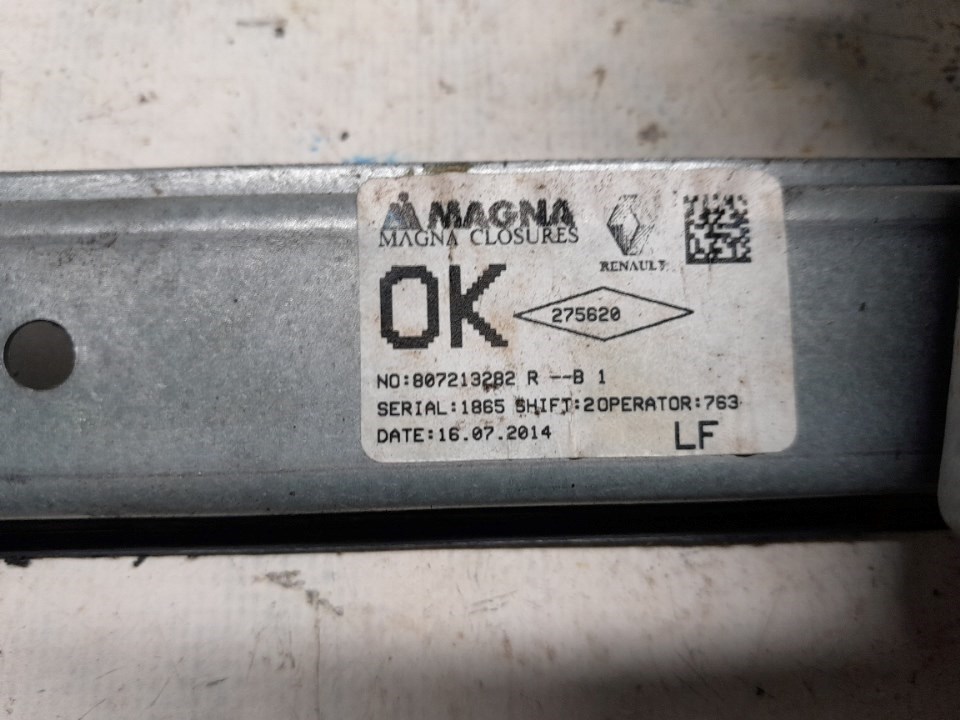 MAGNA
MAGNA CLOSURES
RENAULT
OK
275620
NO:807213282 R --B 1
SERIAL:1865 SHIFT:2OPERATOR:763
DATE:16.07.2014
LF